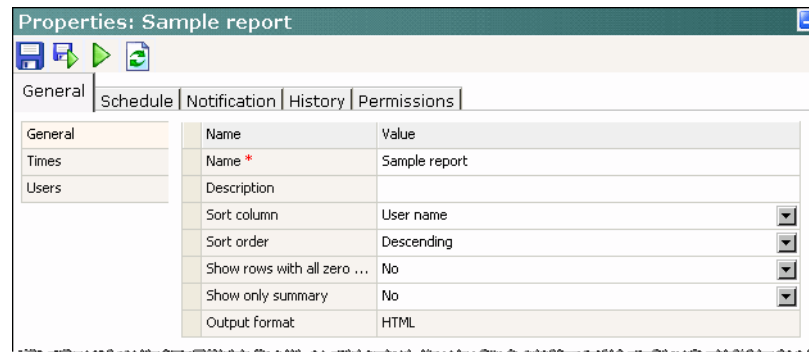 Properties: Sample report
General Schedule Notification History Permissions
General
Times
Users
Name Value
Name * Sample report
Description
Sort column User name
Sort order Descending
Show rows with all zero ... No
Show only summary No
Output format HTML